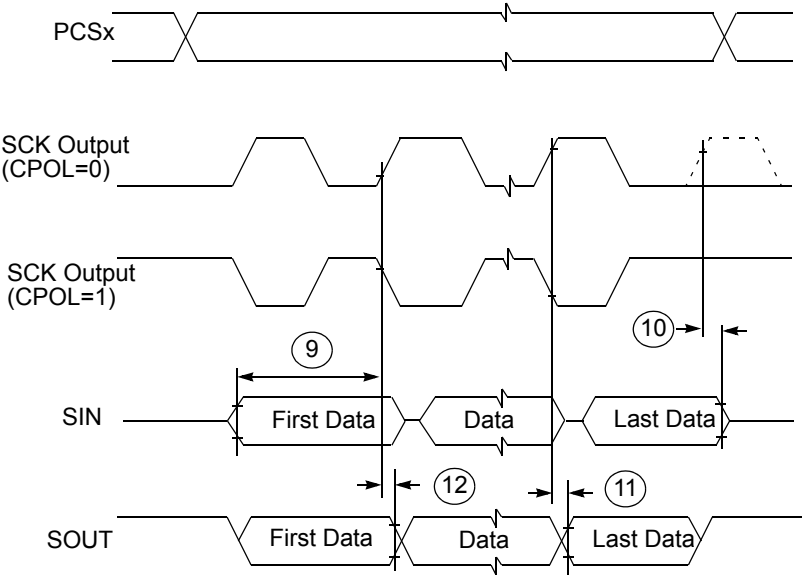 PCSx
SCK Output
(CPOL=0)
SCK Output
(CPOL=1)
10
9
SIN
First Data
Data
Last Data
12
11
SOUT
First Data
Data
Last Data